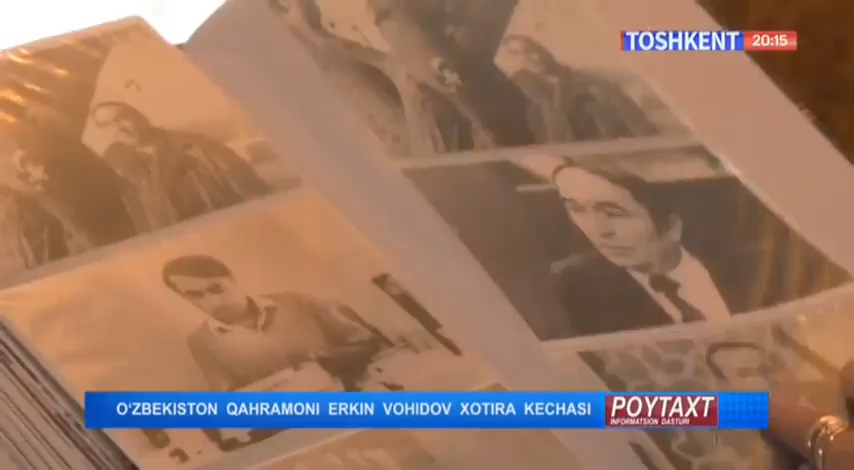 TOSHKENT 20:15
O‘ZBEKISTON QAHRAMONI ERKIN VOHIDOV XOTIRA KECHASI
POYTAXT
INFORMATSION DASTURI